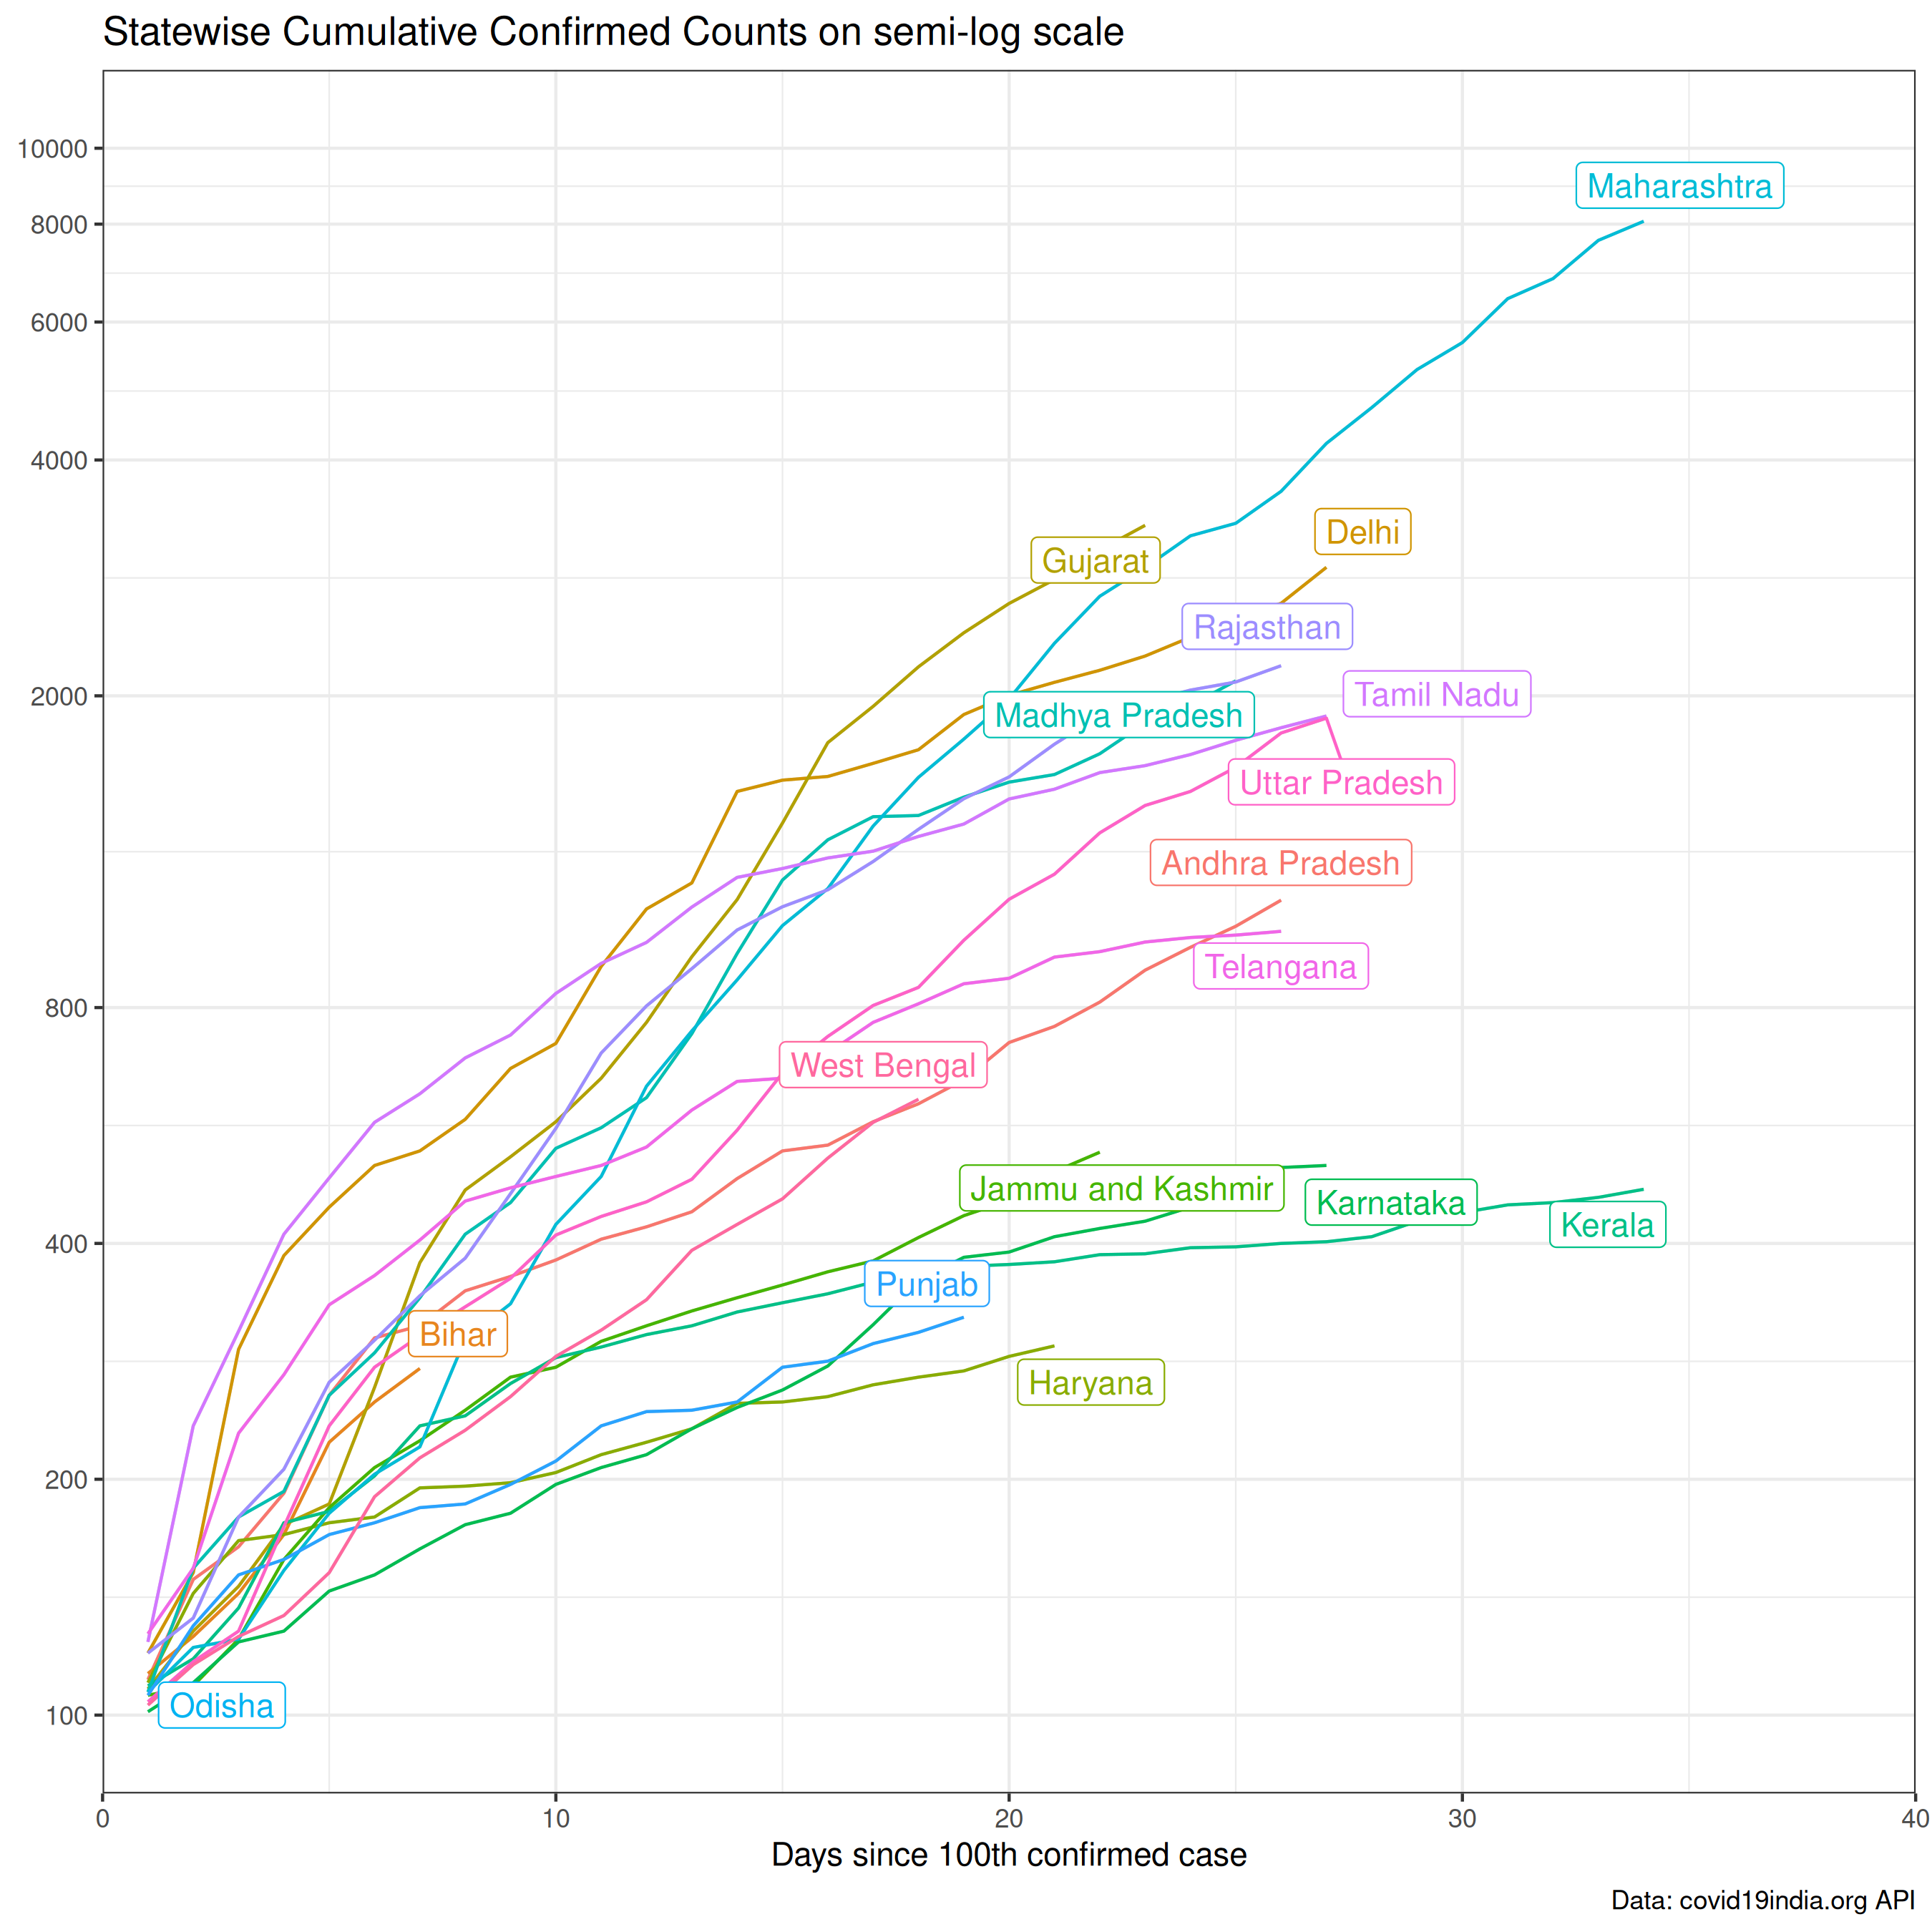 Statewise Cumulative Confirmed Counts on semi-log scale
10000
Maharashtra
8000
6000
4000
Delhi
Gujarat
Rajasthan
2000
Tamil Nadu
Madhya Pradesh
Uttar Pradesh
Andhra Pradesh
Telangana
800
West Bengal
Jammu and Kashmir
Karnataka
Kerala
400
Punjab
Bihar
Haryana
200
Odisha
100
0 10 20 30 40
Days since 100th confirmed case
Data: covid19india.org API